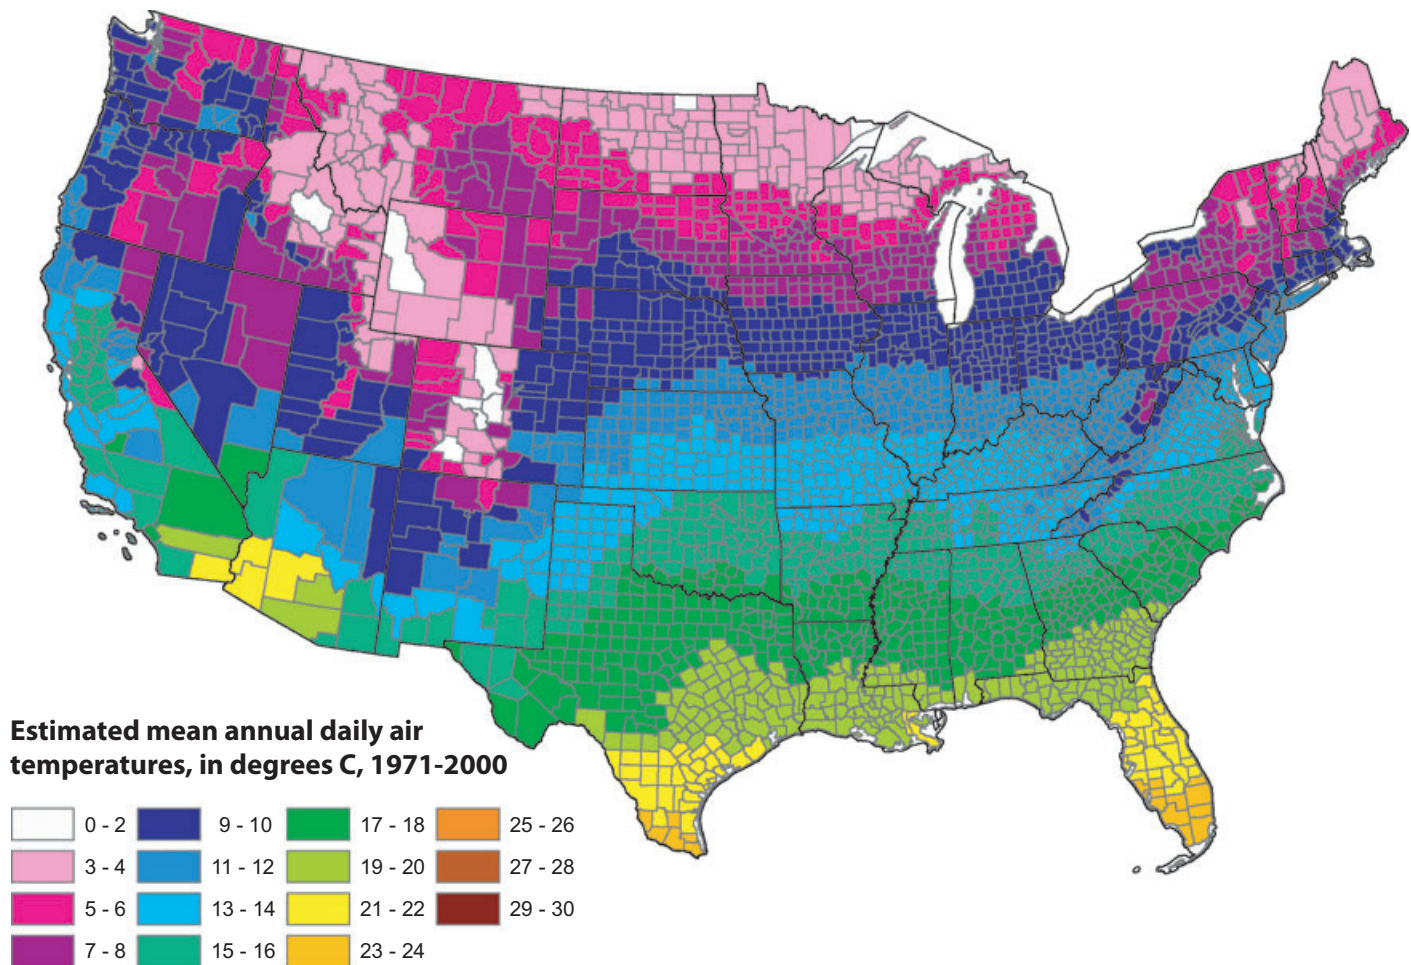 Estimated mean annual daily air
temperatures, in degrees C, 1971-2000
0 - 2
3 - 4
5 - 6
7 - 8
9 - 10
11 - 12
13 - 14
15 - 16
17 - 18
19 - 20
21 - 22
23 - 24
25 - 26
27 - 28
29 - 30